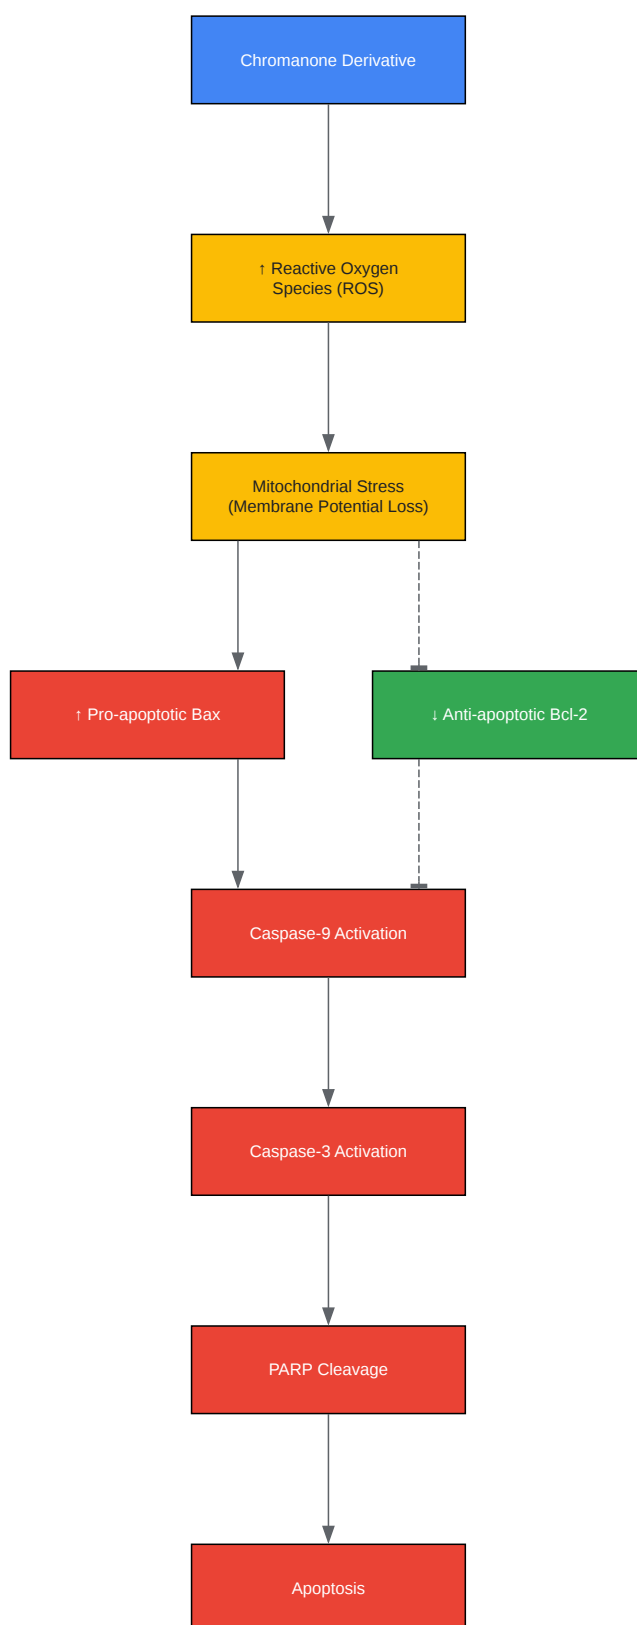 Chromanone Derivative
↑ Reactive Oxygen
Species (ROS)
Mitochondrial Stress
(Membrane Potential Loss)
↑ Pro-apoptotic Bax
↓ Anti-apoptotic Bcl-2
Caspase-9 Activation
Caspase-3 Activation
PARP Cleavage
Apoptosis